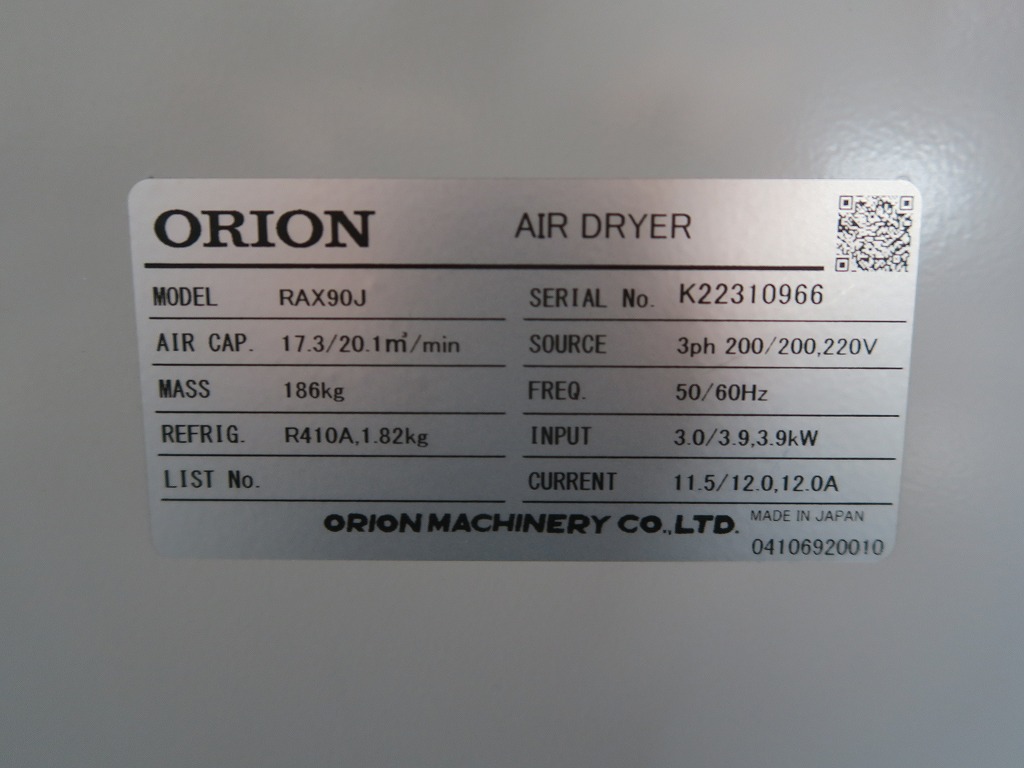 ORION AIR DRYER
MODEL RAX90J SERIAL No. K22310966
AIR CAP. 17.3/20.1㎥/min SOURCE 3ph 200/200,220V
MASS 186kg FREQ. 50/60Hz
REFRIG. R410A,1.82kg INPUT 3.0/3.9,3.9kW
LIST No. CURRENT 11.5/12.0,12.0A
ORION MACHINERY CO.,LTD. MADE IN JAPAN
04106920010